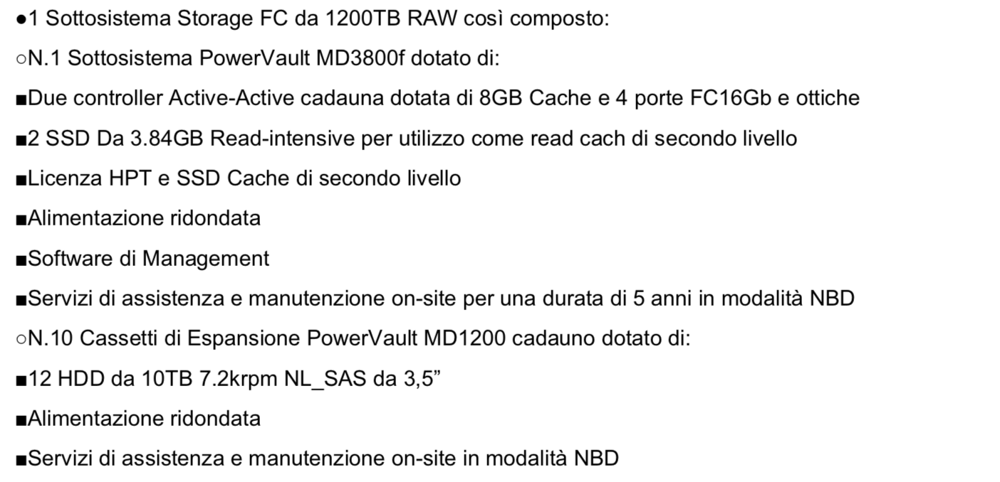 ●1 Sottosistema Storage FC da 1200TB RAW così composto:
○N.1 Sottosistema PowerVault MD3800f dotato di:
■Due controller Active-Active cadauna dotata di 8GB Cache e 4 porte FC16Gb e ottiche
■2 SSD Da 3.84GB Read-intensive per utilizzo come read cach di secondo livello
■Licenza HPT e SSD Cache di secondo livello
■Alimentazione ridondata
■Software di Management
■Servizi di assistenza e manutenzione on-site per una durata di 5 anni in modalità NBD
○N.10 Cassetti di Espansione PowerVault MD1200 cadauno dotato di:
■12 HDD da 10TB 7.2krpm NL_SAS da 3,5”
■Alimentazione ridondata
■Servizi di assistenza e manutenzione on-site in modalità NBD